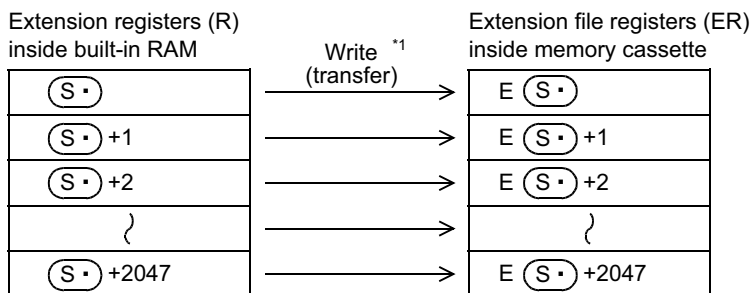 Extension registers (R)
inside built-in RAM
Write *1
(transfer)
Extension file registers (ER)
inside memory cassette
S・
E S・
S・ +1
E S・ +1
S・ +2
E S・ +2
S・ +2047
E S・ +2047